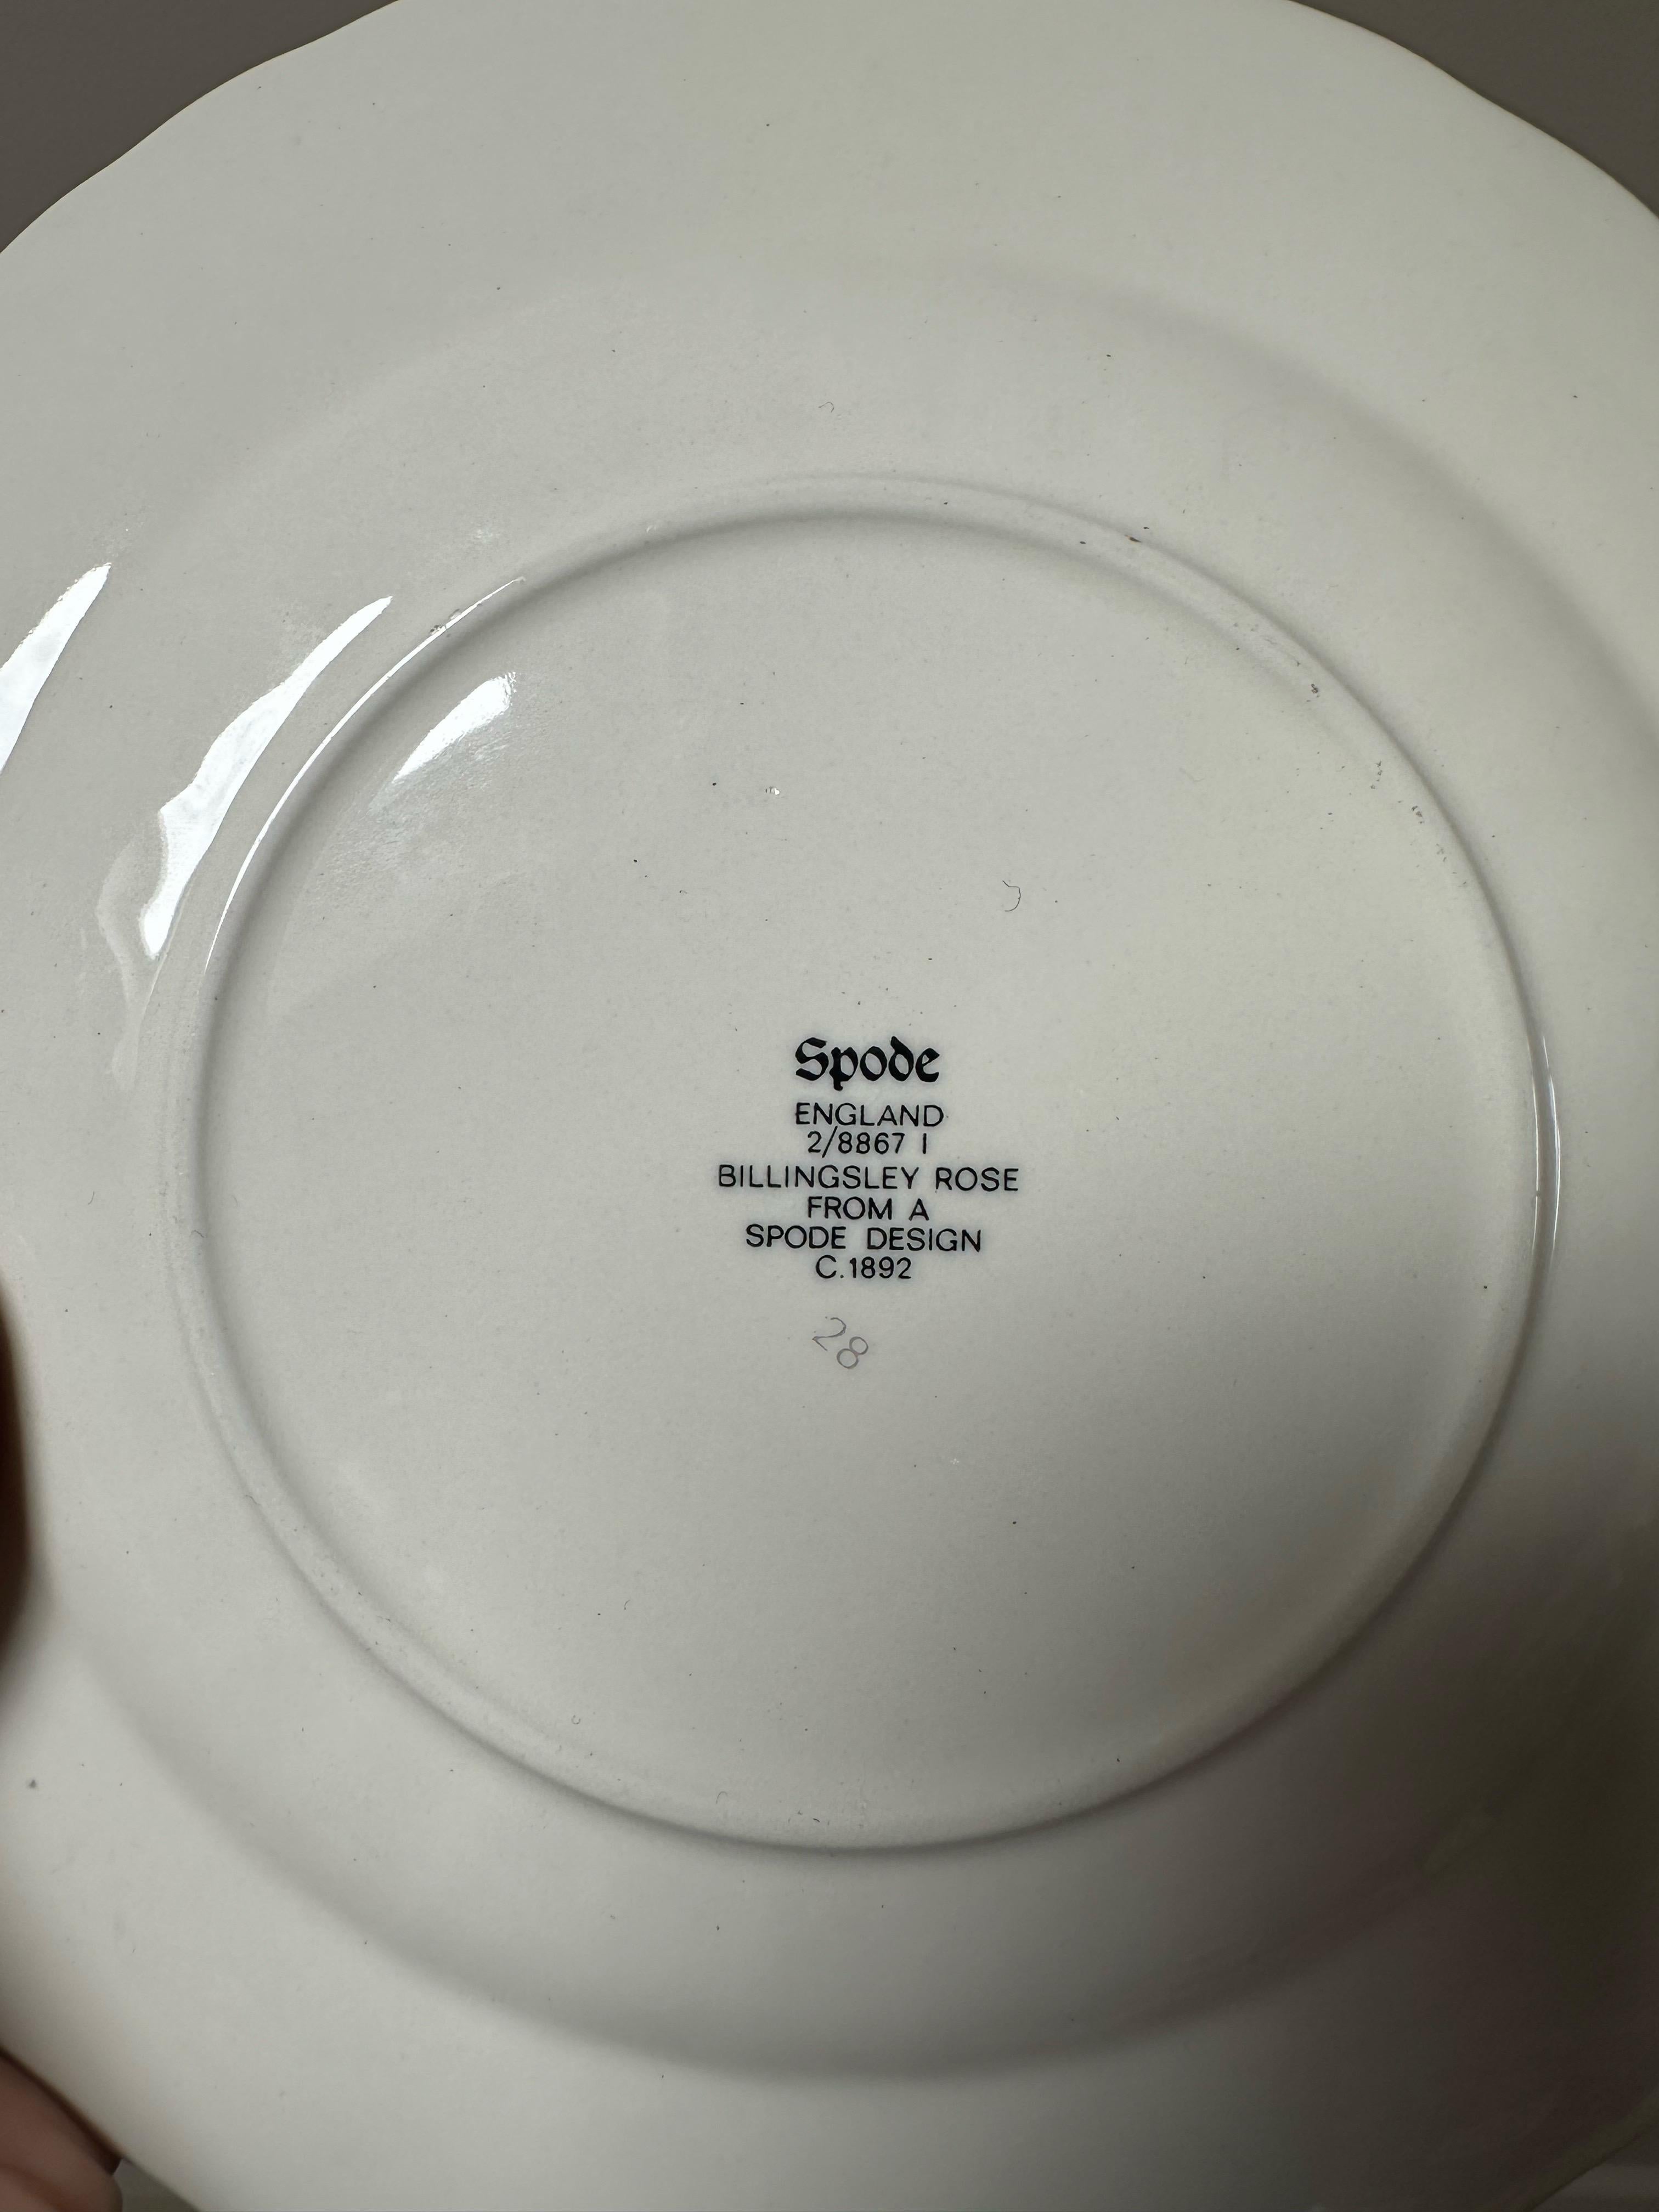 Spode
ENGLAND
2/8867 I
BILLINGSLEY ROSE
FROM A
SPODE DESIGN
C.1892
28